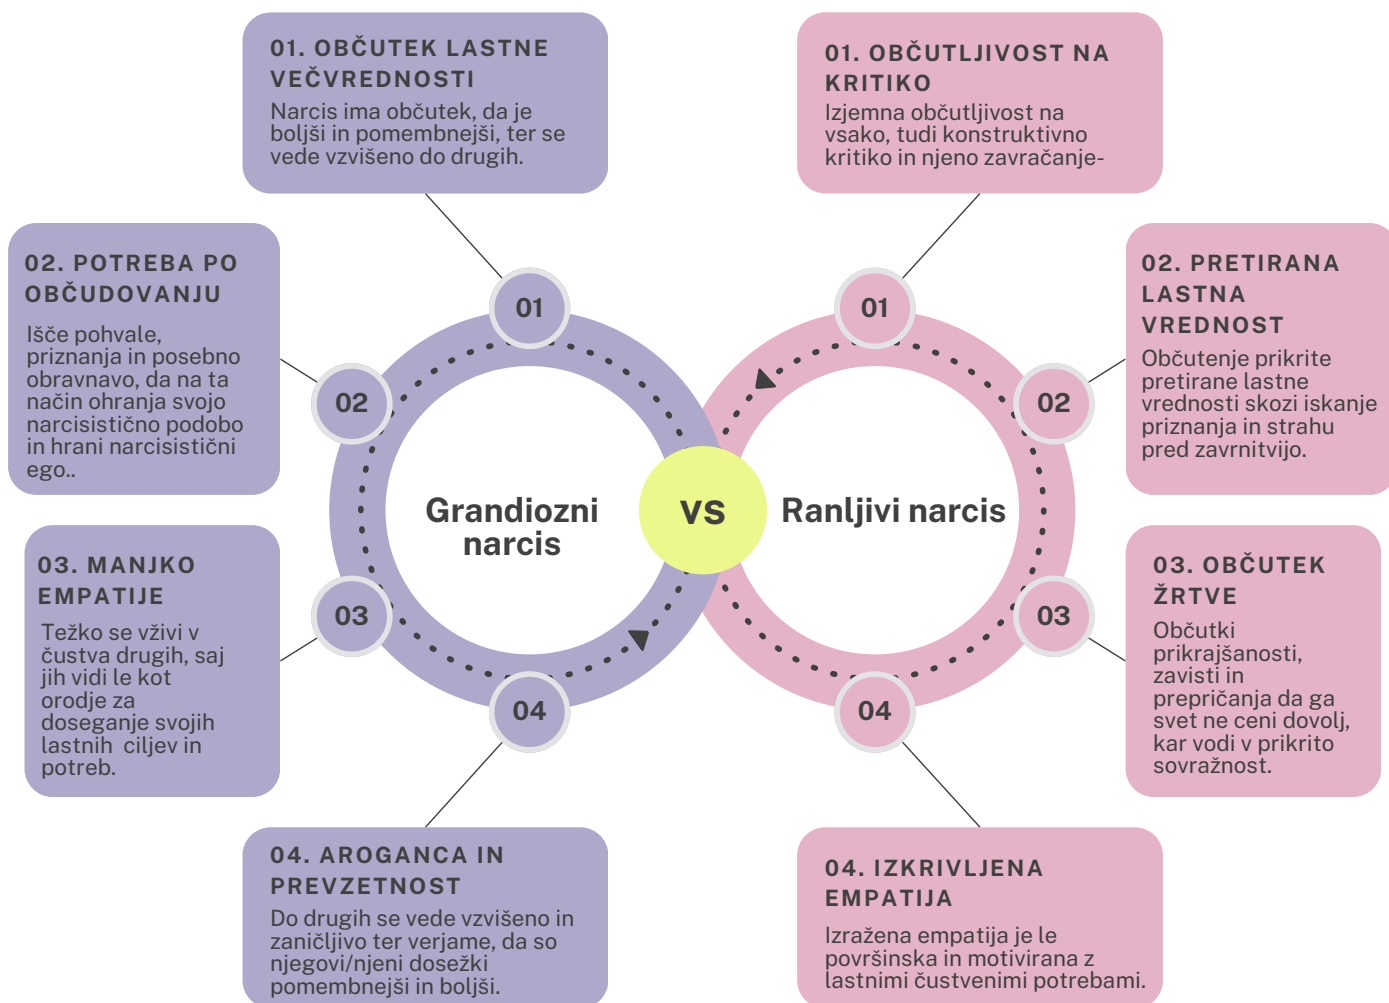 01. OBČUTEK LASTNE
VEČVREDNOSTI
Narcis ima občutek, da je
boljši in pomembnejši, ter se
vede vzvišeno do drugih.
02. POTREBA PO
OBČUDOVANJU
Išče pohvale,
priznanja in posebno
obravnavo, da na ta
način ohranja svojo
narcisistično podobo
in hrani narcisistični
ego..
03. MANJKO
EMPATIJE
Težko se vživi v
čustva drugih, saj
jih vidi le kot
orodje za
doseganje svojih
lastnih ciljev in
potreb.
04. AROGANCA IN
PREVZETNOST
Do drugih se vede vzvišeno in
zaničljivo ter verjame, da so
njegovi/njeni dosežki
pomembnejši in boljši.
01
02
03
04
Grandiozni
narcis
VS
Ranljivi narcis
01
02
03
04
01. OBČUTLJIVOST NA
KRITIKO
Izjemna občutljivost na
vsako, tudi konstruktivno
kritiko in njeno zavračanje-
02. PRETIRANA
LASTNA
VREDNOST
Občutenje prikrite
pretirane lastne
vrednosti skozi iskanje
priznanja in strahu
pred zavrnitvijo.
03. OBČUTEK
ŽRTVE
Občutki
prikrajšanosti,
zavisti in
prepričanja da ga
svet ne ceni dovolj,
kar vodi v prikrito
sovražnost.
04. IZKRIVLJENA
EMPATIJA
Izražena empatija je le
površinska in motivirana z
lastnimi čustvenimi potrebami.